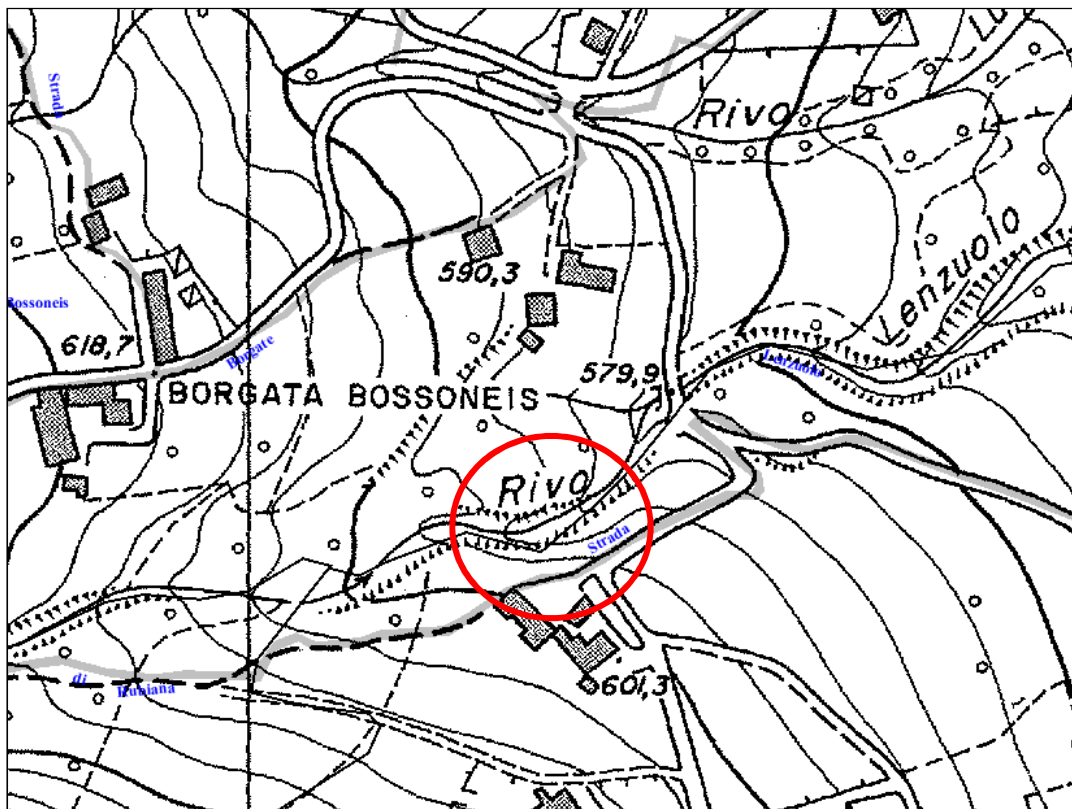 Strada
Rivo
Lenzuolo
590,3
Bossoneis
618,7
Borgate
579,9
Lenzuolo
BORGATA BOSSONEIS
Rivo
Strada
di
Rubiana
601,3